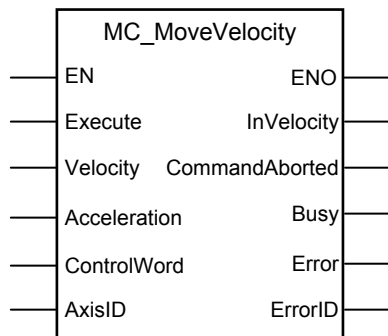 MC_MoveVelocity
EN ENO
Execute InVelocity
Velocity CommandAborted
Acceleration Busy
ControlWord Error
AxisID ErrorID